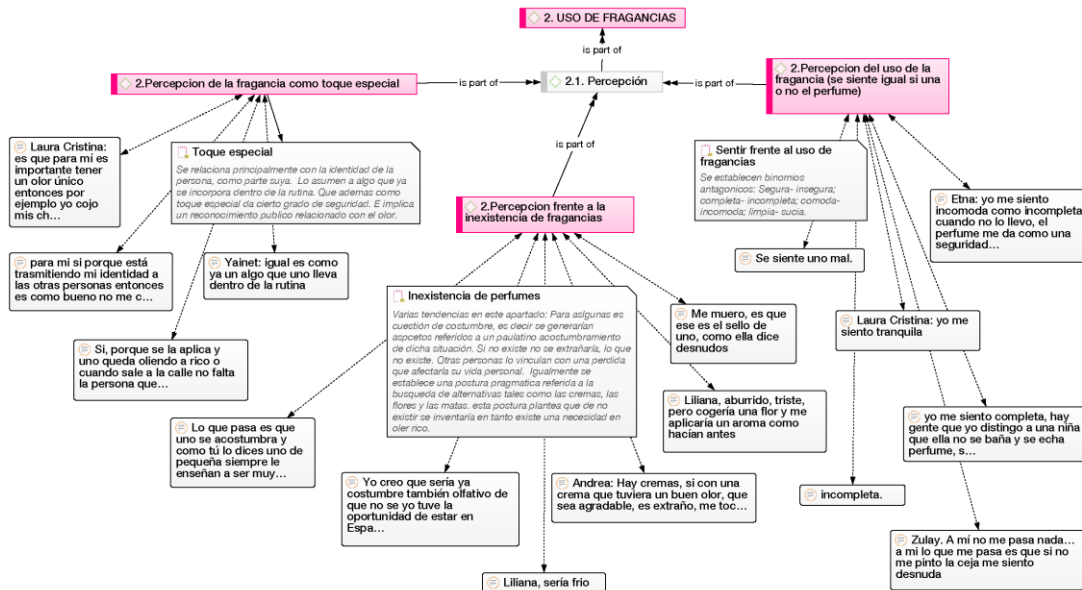 2. USO DE FRAGANCIAS
is part of
2.Percepcion de la fragancia como toque especial
is part of
2.1. Percepción
is part of
2.Percepcion del uso de la
fragancia (se siente igual si una
o no el perfume)
is part of
Laura Cristina:
es que para mí es
importante tener
un olor único
entonces por
ejemplo yo cojo
mis ch…
Toque especial
Se relaciona principalmente con la identidad de la
persona, como parte suya. Lo asumen a algo que ya
se incorpora dentro de la rutina. Que ademas como
toque especial da cierto grado de seguridad. E implica
un reconocimiento publico relacionado con el olor.
Sentir frente al uso de
fragancias
Se establecen binomios
antagonicos: Segura- insegura;
completa- incompleta; comoda-
incomoda; limpia- sucia.
2.Percepcion frente a la
inexistencia de fragancias
Etna: yo me siento
incomoda como incompleta
cuando no lo llevo, el
perfume me da como una
seguridad…
para mi si porque está
trasmitiendo mi identidad a
las otras personas entonces
es como bueno no me c…
Yainet: igual es como
ya un algo que uno lleva
dentro de la rutina
Se siente uno mal.
Inexistencia de perfumes
Varias tendencias en este apartado: Para aslgunas es
cuestión de costumbre, es decir se generarían
aspcetos referidos a un paulatino acostumbramiento
de dicha situación. Si no existe no se extrañaría, lo que
no existe. Otras personas lo vinculan con una perdida
que afectaría su vida personal. Igualmente se
establece una postura pragmatica referida a la
busqueda de alternativas tales como las cremas, las
flores y las matas. esta postura plantea que de no
existir se inventaría en tanto existe una necesidad en
oler rico.
Me muero, es que
ese es el sello de
uno, como ella dice
desnudos
Laura Cristina: yo me
siento tranquila
Si, porque se la aplica y
uno queda oliendo a rico o
cuando sale a la calle no falta
la persona que…
Liliana, aburrido, triste,
pero cogería una flor y me
aplicaría un aroma como
hacían antes
yo me siento completa, hay
gente que yo distingo a una niña
que ella no se baña y se echa
perfume, s…
Lo que pasa es que
uno se acostumbra y
como tú lo dices uno de
pequeña siempre le
enseñan a ser muy…
Yo creo que sería ya
costumbre también olfativo de
que no se yo tuve la
oportunidad de estar en
Espa…
Andrea: Hay cremas, si con una
crema que tuviera un buen olor, que
sea agradable, es extraño, me toc…
incompleta.
Zulay. A mí no me pasa nada…
a mi lo que me pasa es que si no
me pinto la ceja me siento
desnuda
Liliana, sería frio